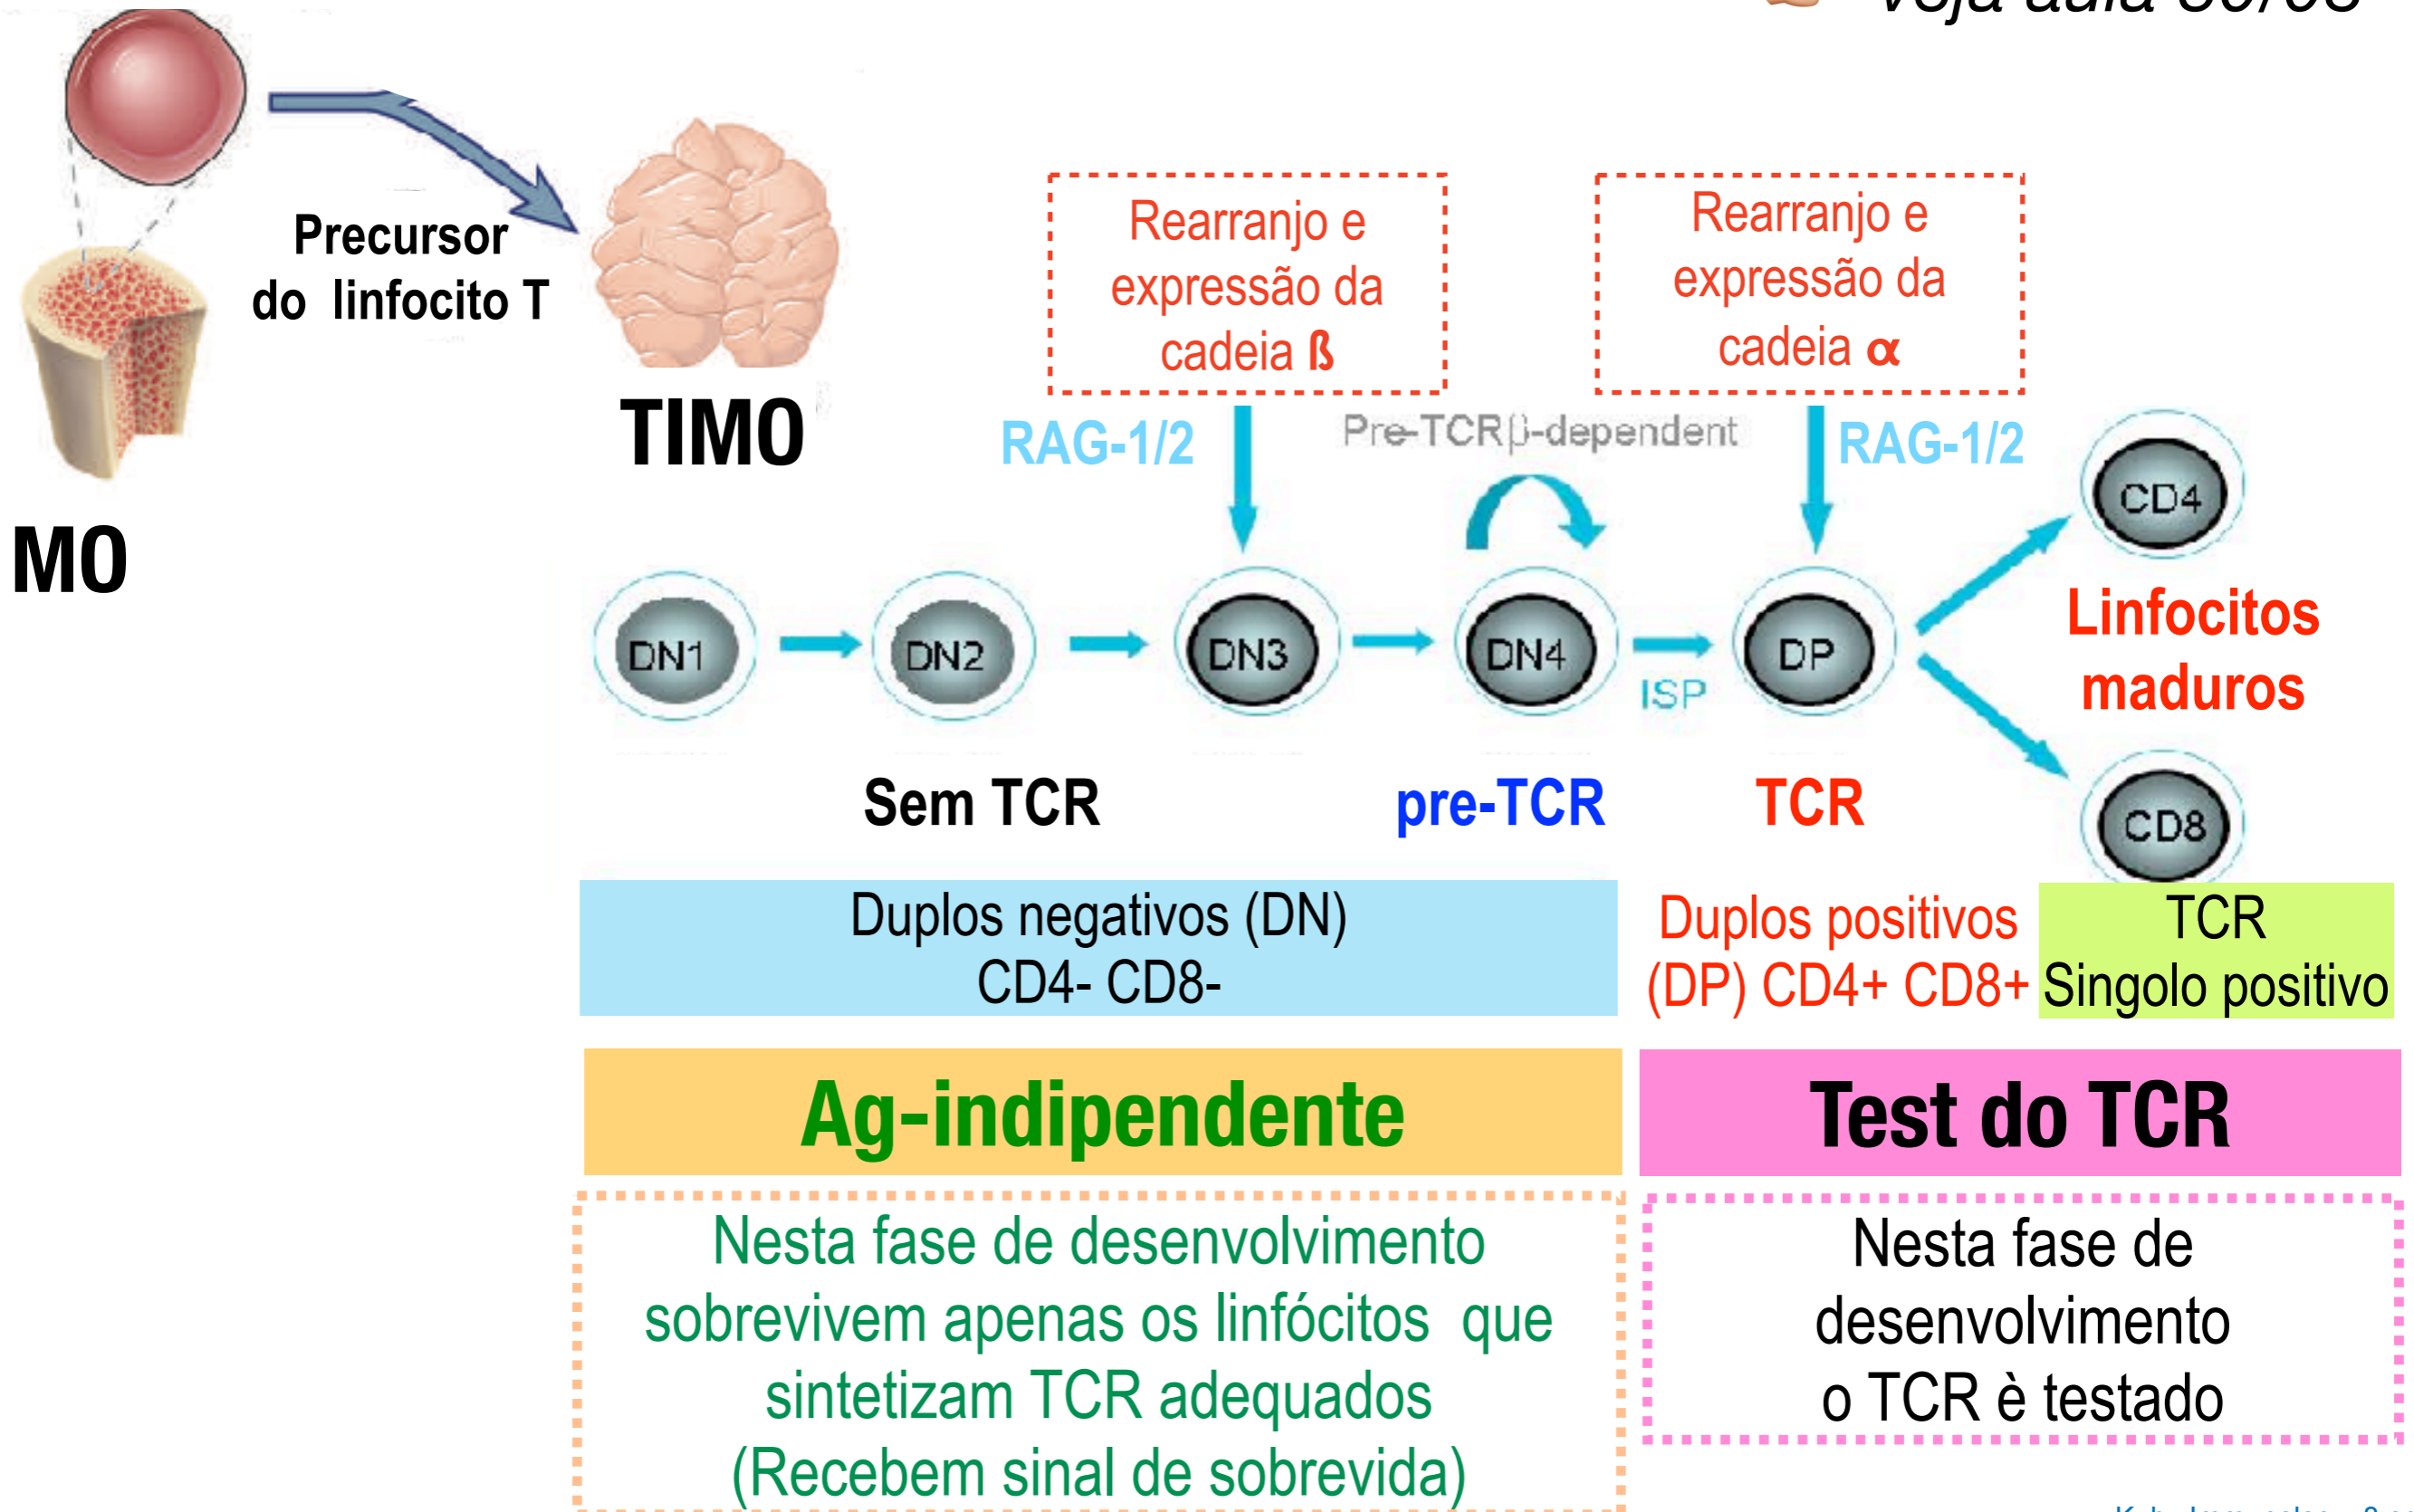 veja aula 30/03
Precursor
do linfocito T
TIMO
MO
Rearranjo e
expressão da
cadeia ß
Rearranjo e
expressão da
cadeia α
RAG-1/2
Pre-TCRβ-dependent
RAG-1/2
DN1
DN2
DN3
DN4
ISP
DP
CD4
Linfocitos
maduros
CD8
Sem TCR
pre-TCR
TCR
Duplos negativos (DN)
CD4- CD8-
Duplos positivos
(DP) CD4+ CD8+
TCR
Singolo positivo
Ag-indipendente
Test do TCR
Nesta fase de desenvolvimento
sobrevivem apenas os linfócitos que
sintetizam TCR adequados
(Recebem sinal de sobrevida)
Nesta fase de
desenvolvimento
o TCR è testado